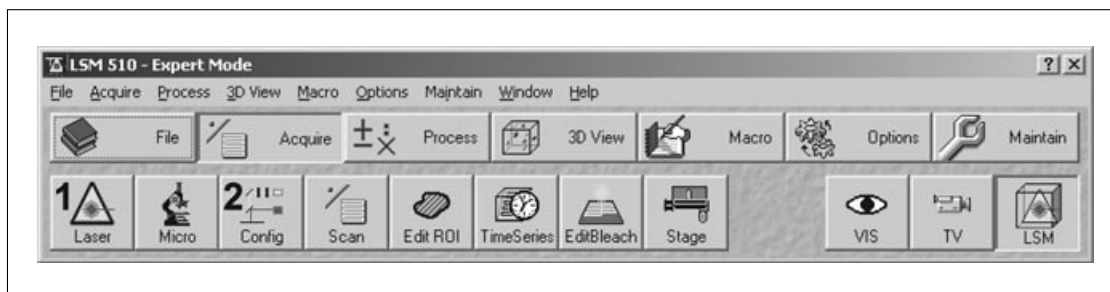 LSM 510 - Expert Mode
File Acquire Process 3D View Macro Options Maintain Window Help
File Acquire Process 3D View Macro Options Maintain
1 Laser Micro 2 Config Scan Edit ROI TimeSeries EditBleach Stage VIS TV LSM